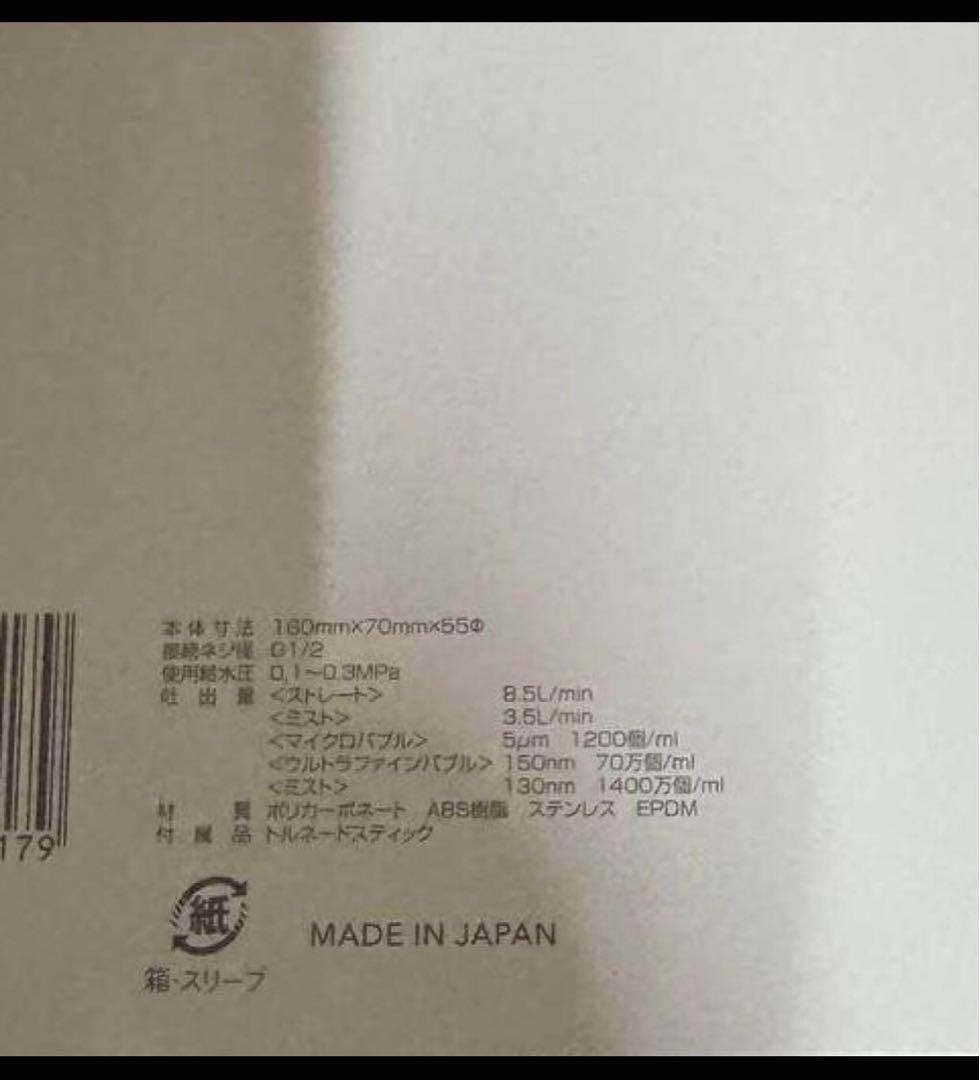 本体寸法 160mm×70mm×55Φ
接続ネジ径 G1/2
使用給水圧 0.1〜0.3MPa
吐出量 <ストレート> 8.5L/min
<ミスト> 3.5L/min
<マイクロバブル> 5μm 1200個/ml
<ウルトラファインバブル> 150nm 70万個/ml
<ミスト> 130nm 1400万個/ml
材質 ポリカーボネート ABS樹脂 ステンレス EPDM
付属品 トルネードスティック
179
紙
MADE IN JAPAN
箱・スリーブ